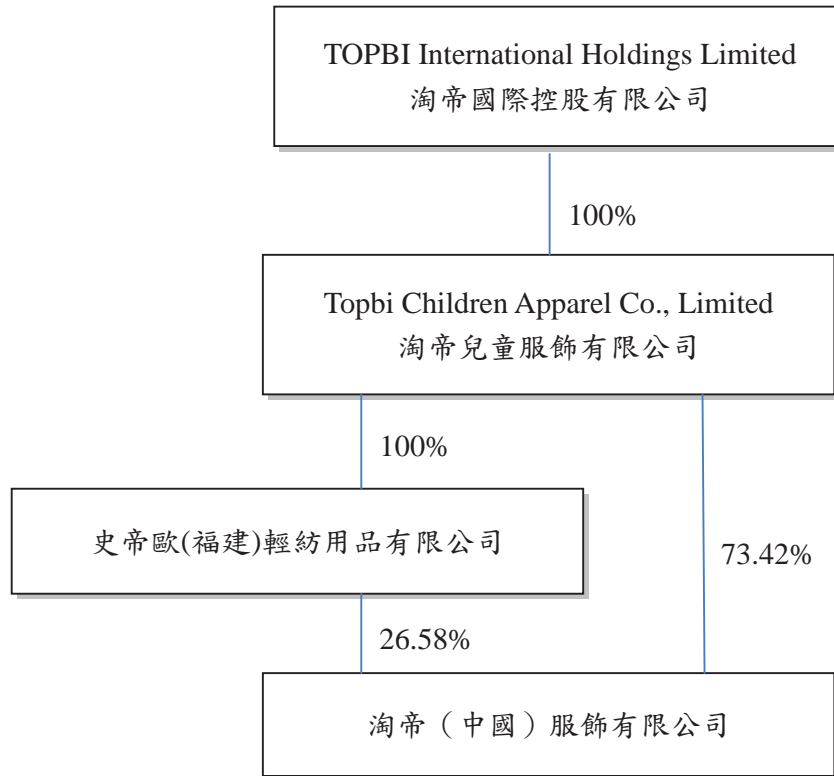 TOPBI International Holdings Limited
淘帝國際控股有限公司
100%
Topbi Children Apparel Co., Limited
淘帝兒童服飾有限公司
100%
史帝歐(福建)輕紡用品有限公司
73.42%
26.58%
淘帝（中國）服飾有限公司